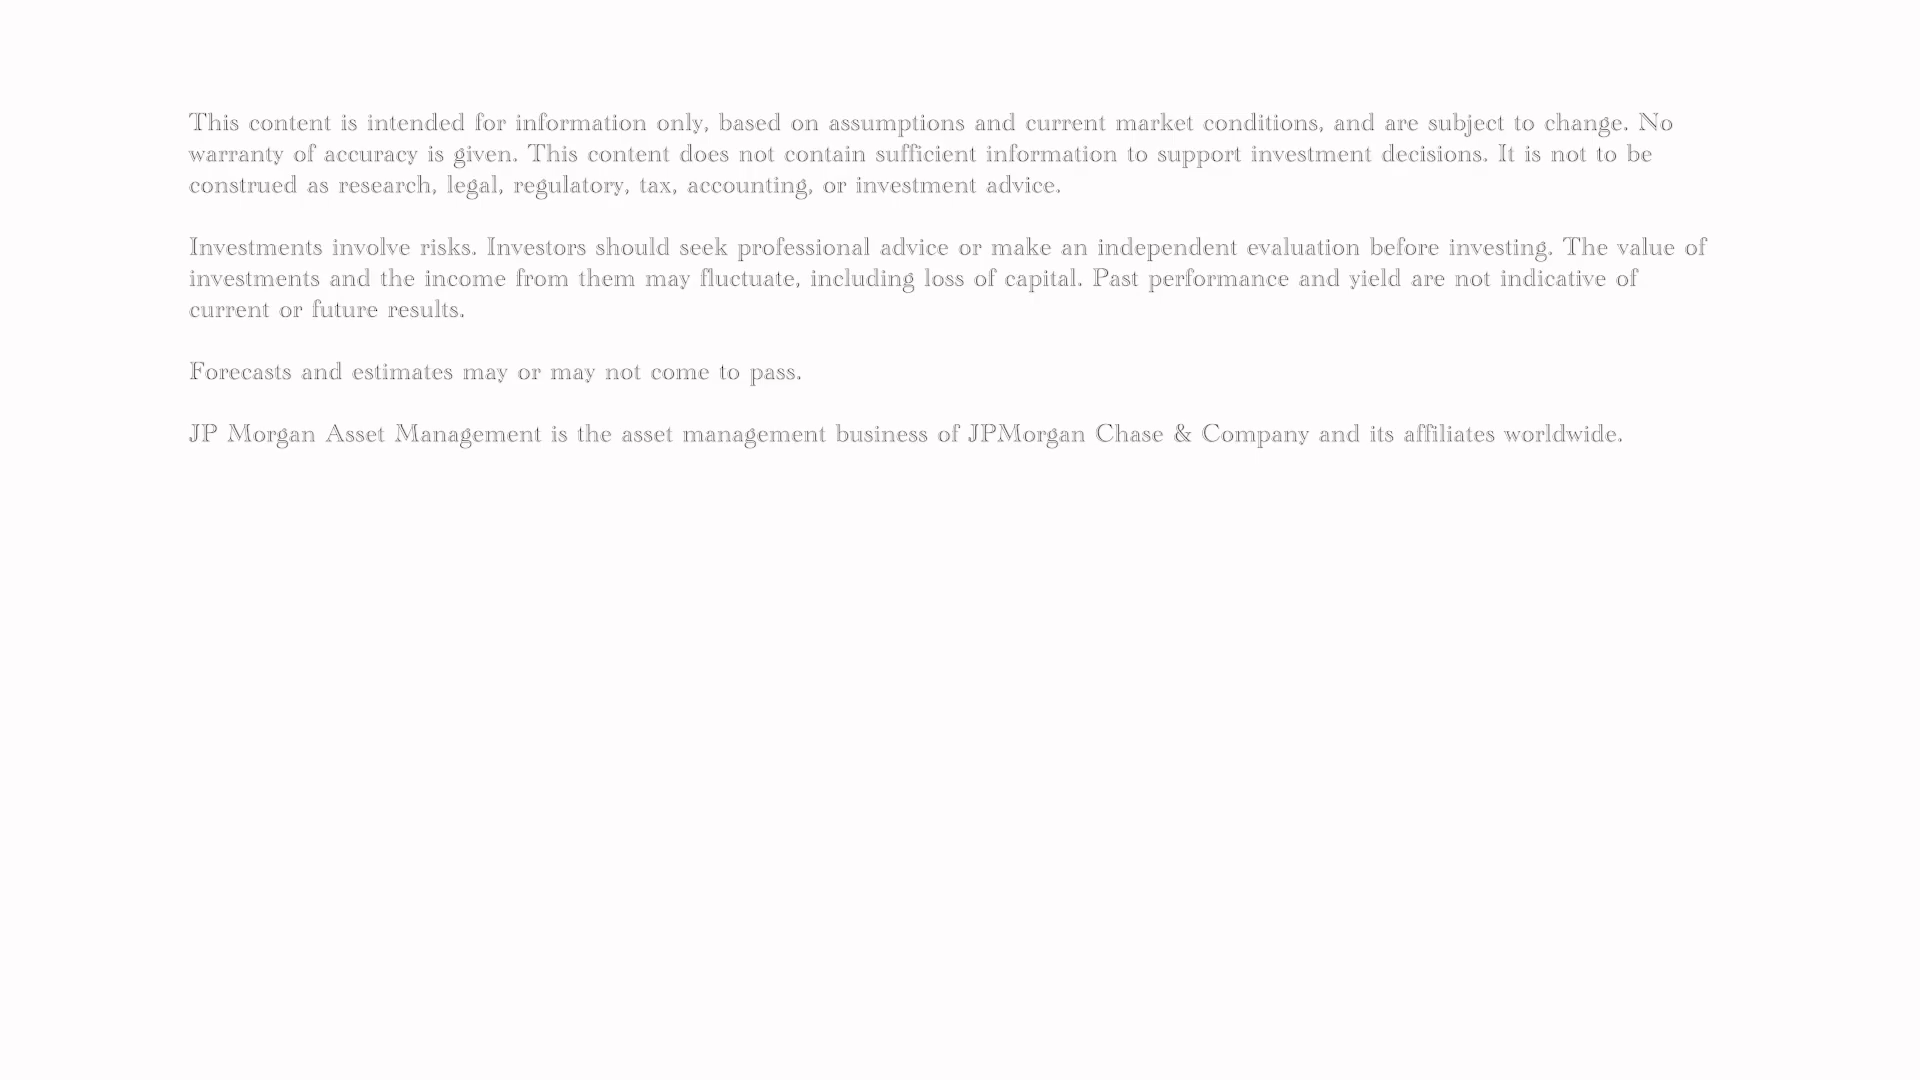 This content is intended for information only, based on assumptions and current market conditions, and are subject to change. No
warranty of accuracy is given. This content does not contain sufficient information to support investment decisions. It is not to be
construed as research, legal, regulatory, tax, accounting, or investment advice.
Investments involve risks. Investors should seek professional advice or make an independent evaluation before investing. The value of
investments and the income from them may fluctuate, including loss of capital. Past performance and yield are not indicative of
current or future results.
Forecasts and estimates may or may not come to pass.
JP Morgan Asset Management is the asset management business of JPMorgan Chase & Company and its affiliates worldwide.